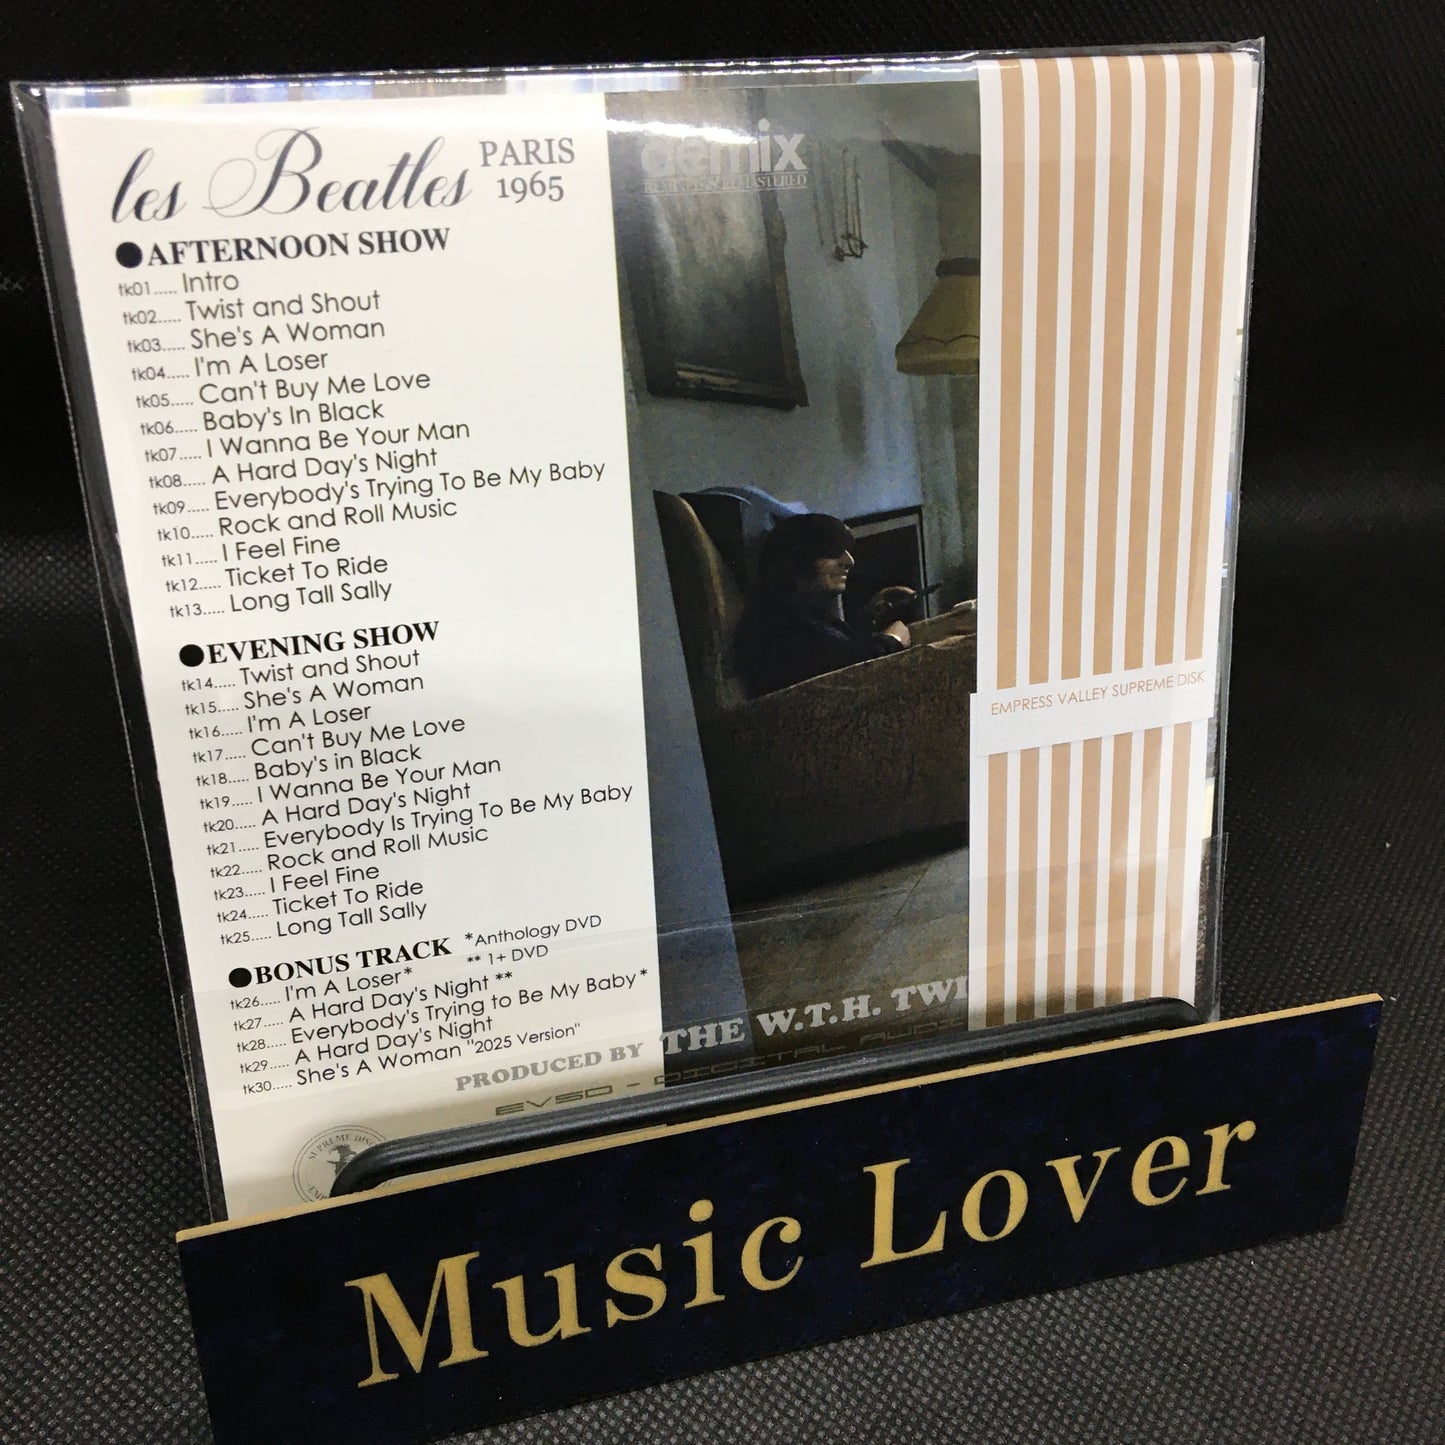 les Beatles PARIS 1965
●AFTERNOON SHOW
tk01..... Intro
tk02..... Twist and Shout
tk03..... She's A Woman
tk04..... I'm A Loser
tk05..... Can't Buy Me Love
tk06..... Baby's In Black
tk07..... I Wanna Be Your Man
tk08..... A Hard Day's Night
tk09..... Everybody's Trying To Be My Baby
tk10..... Rock and Roll Music
tk11..... I Feel Fine
tk12..... Ticket To Ride
tk13..... Long Tall Sally
●EVENING SHOW
tk14..... Twist and Shout
tk15..... She's A Woman
tk16..... I'm A Loser
tk17..... Can't Buy Me Love
tk18..... Baby's in Black
tk19..... I Wanna Be Your Man
tk20..... A Hard Day's Night
tk21..... Everybody Is Trying To Be My Baby
tk22..... Rock and Roll Music
tk23..... I Feel Fine
tk24..... Ticket To Ride
tk25..... Long Tall Sally
●BONUS TRACK *Anthology DVD
** 1+ DVD
tk26..... I'm A Loser*
tk27..... A Hard Day's Night **
tk28..... Everybody's Trying to Be My Baby *
tk29..... A Hard Day's Night
tk30..... She's A Woman "2025 Version"
PRODUCED BY THE W.T.H. TWI
EVSD - DIGITAL AUDI
SUPREME DISC
demix
EMPRESS VALLEY SUPREME DISK
Music Lover